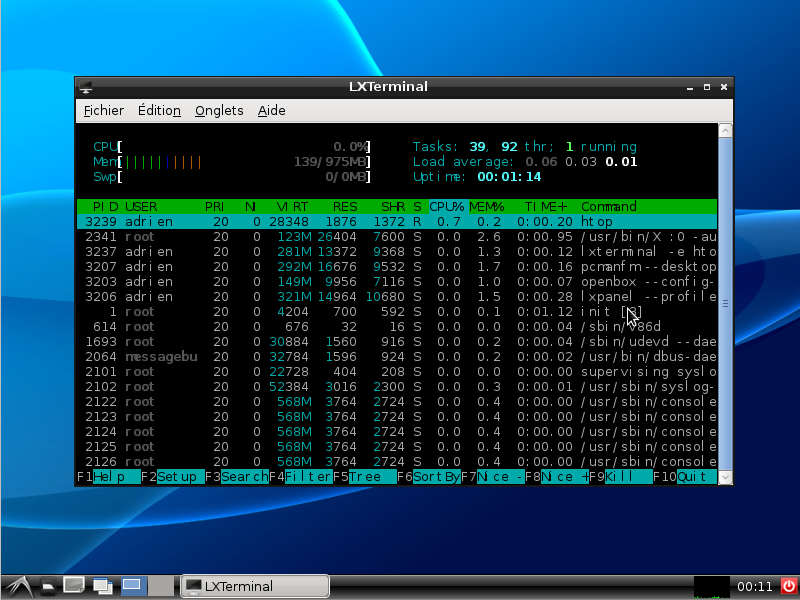 LXTerminal
Fichier Édition Onglets Aide
CPU[ 0.0%] Tasks: 39, 92 thr; 1 running
Mem[||||||||||| 139/975MB] Load average: 0.06 0.03 0.01
Swp[ 0/0MB] Uptime: 00:01:14
PID USER PRI NI VIRT RES SHR S CPU% MEM% TIME+ Command
3239 adrien 20 0 28348 1876 1372 R 0.7 0.2 0:00.20 htop
2341 root 20 0 123M 26404 7600 S 0.0 2.6 0:00.95 /usr/bin/X :0 -au
3237 adrien 20 0 281M 13372 9368 S 0.0 1.3 0:00.12 lxterminal -e hto
3207 adrien 20 0 292M 16676 9532 S 0.0 1.7 0:00.16 pcmanfm --desktop
3203 adrien 20 0 149M 9956 7116 S 0.0 1.0 0:00.07 openbox --config-
3206 adrien 20 0 321M 14964 10680 S 0.0 1.5 0:00.28 lxpanel --profile
1 root 20 0 4204 700 592 S 0.0 0.1 0:01.12 init
614 root 20 0 676 32 16 S 0.0 0.0 0:00.04
1693 root 20 0 30884 1560 916 S 0.0 0.2 0:00.04 /sbin/udevd --dae
2064 messagebu 20 0 32784 1596 924 S 0.0 0.2 0:00.02 /usr/bin/dbus-dae
2101 root 20 0 22728 404 208 S 0.0 0.0 0:00.00 supervising syslo
2102 root 20 0 52384 3016 2300 S 0.0 0.3 0:00.01 /usr/sbin/syslog-
2122 root 20 0 568M 3764 2724 S 0.0 0.4 0:00.00 /usr/sbin/console
2123 root 20 0 568M 3764 2724 S 0.0 0.4 0:00.00 /usr/sbin/console
2124 root 20 0 568M 3764 2724 S 0.0 0.4 0:00.00 /usr/sbin/console
2125 root 20 0 568M 3764 2724 S 0.0 0.4 0:00.00 /usr/sbin/console
2126 root 20 0 568M 3764 2724 S 0.0 0.4 0:00.00 /usr/sbin/console
F1Help F2Setup F3SearchF4FilterF5Tree F6SortByF7Nice -F8Nice +F9Kill F10Quit
LXTerminal 00:11